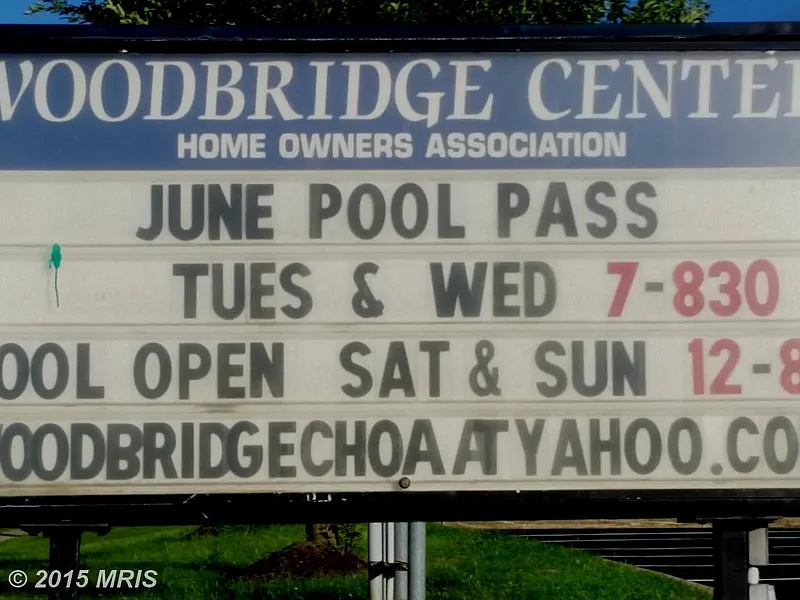 WOODBRIDGE CENTER
HOME OWNERS ASSOCIATION
JUNE POOL PASS
TUES & WED 7-830
OOL OPEN SAT & SUN 12-8
WOODBRIDGECHOAATYAHOO.CO
© 2015 MRIS